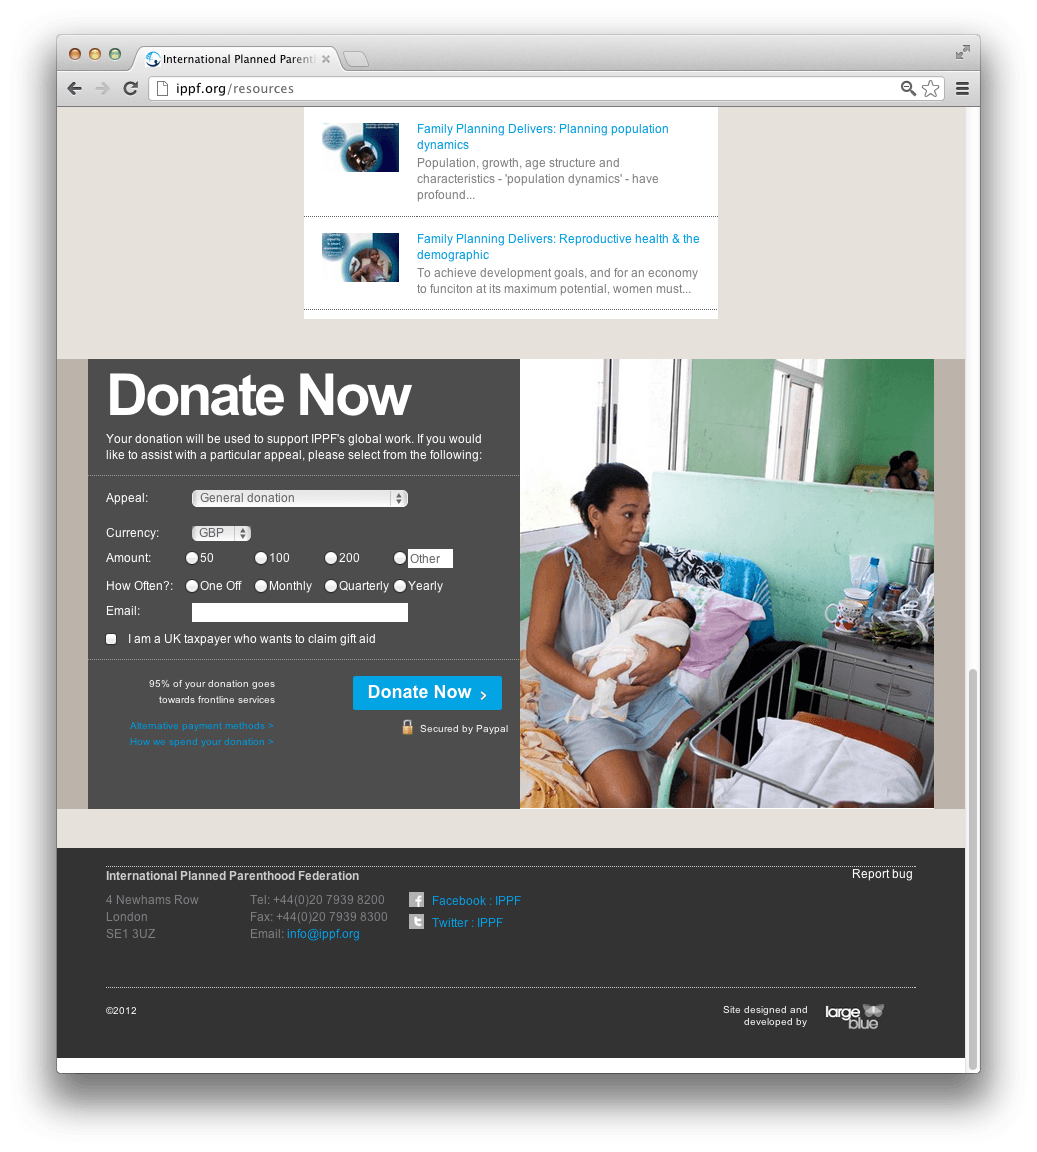 International Planned Parent
ippf.org/resources
Family Planning Delivers: Planning population
dynamics
Population, growth, age structure and
characteristics - 'population dynamics' - have
profound...
Family Planning Delivers: Reproductive health & the
demographic
To achieve development goals, and for an economy
to funciton at its maximum potential, women must...
Donate Now
Your donation will be used to support IPPF's global work. If you would
like to assist with a particular appeal, please select from the following:
Appeal: General donation
Currency: GBP
Amount: 50 100 200 Other
How Often?: One Off Monthly Quarterly Yearly
Email:
I am a UK taxpayer who wants to claim gift aid
95% of your donation goes
towards frontline services
Alternative payment methods >
How we spend your donation >
Donate Now >
Secured by Paypal
International Planned Parenthood Federation
Report bug
4 Newhams Row
London
SE1 3UZ
Tel: +44(0)20 7939 8200
Fax: +44(0)20 7939 8300
Email: info@ippf.org
Facebook : IPPF
Twitter : IPPF
©2012
Site designed and
developed by
large
blue